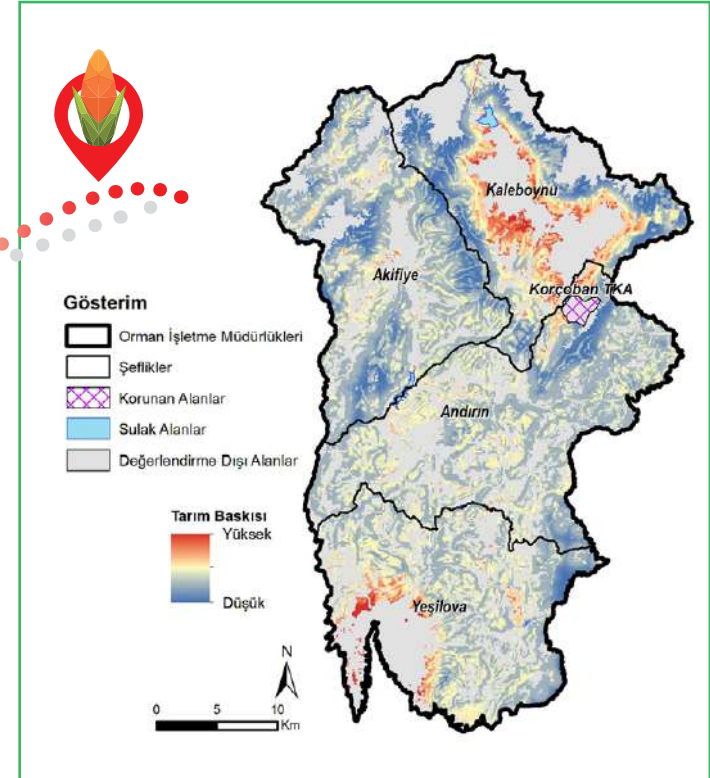 Kaleboynu
Akifiye
Korçoban TKA
Andırın
Yeşilova
Gösterim
Orman İşletme Müdürlükleri
Şeflikler
Korunan Alanlar
Sulak Alanlar
Değerlendirme Dışı Alanlar
Tarım Baskısı
Yüksek
Düşük
N
0 5 10
Km